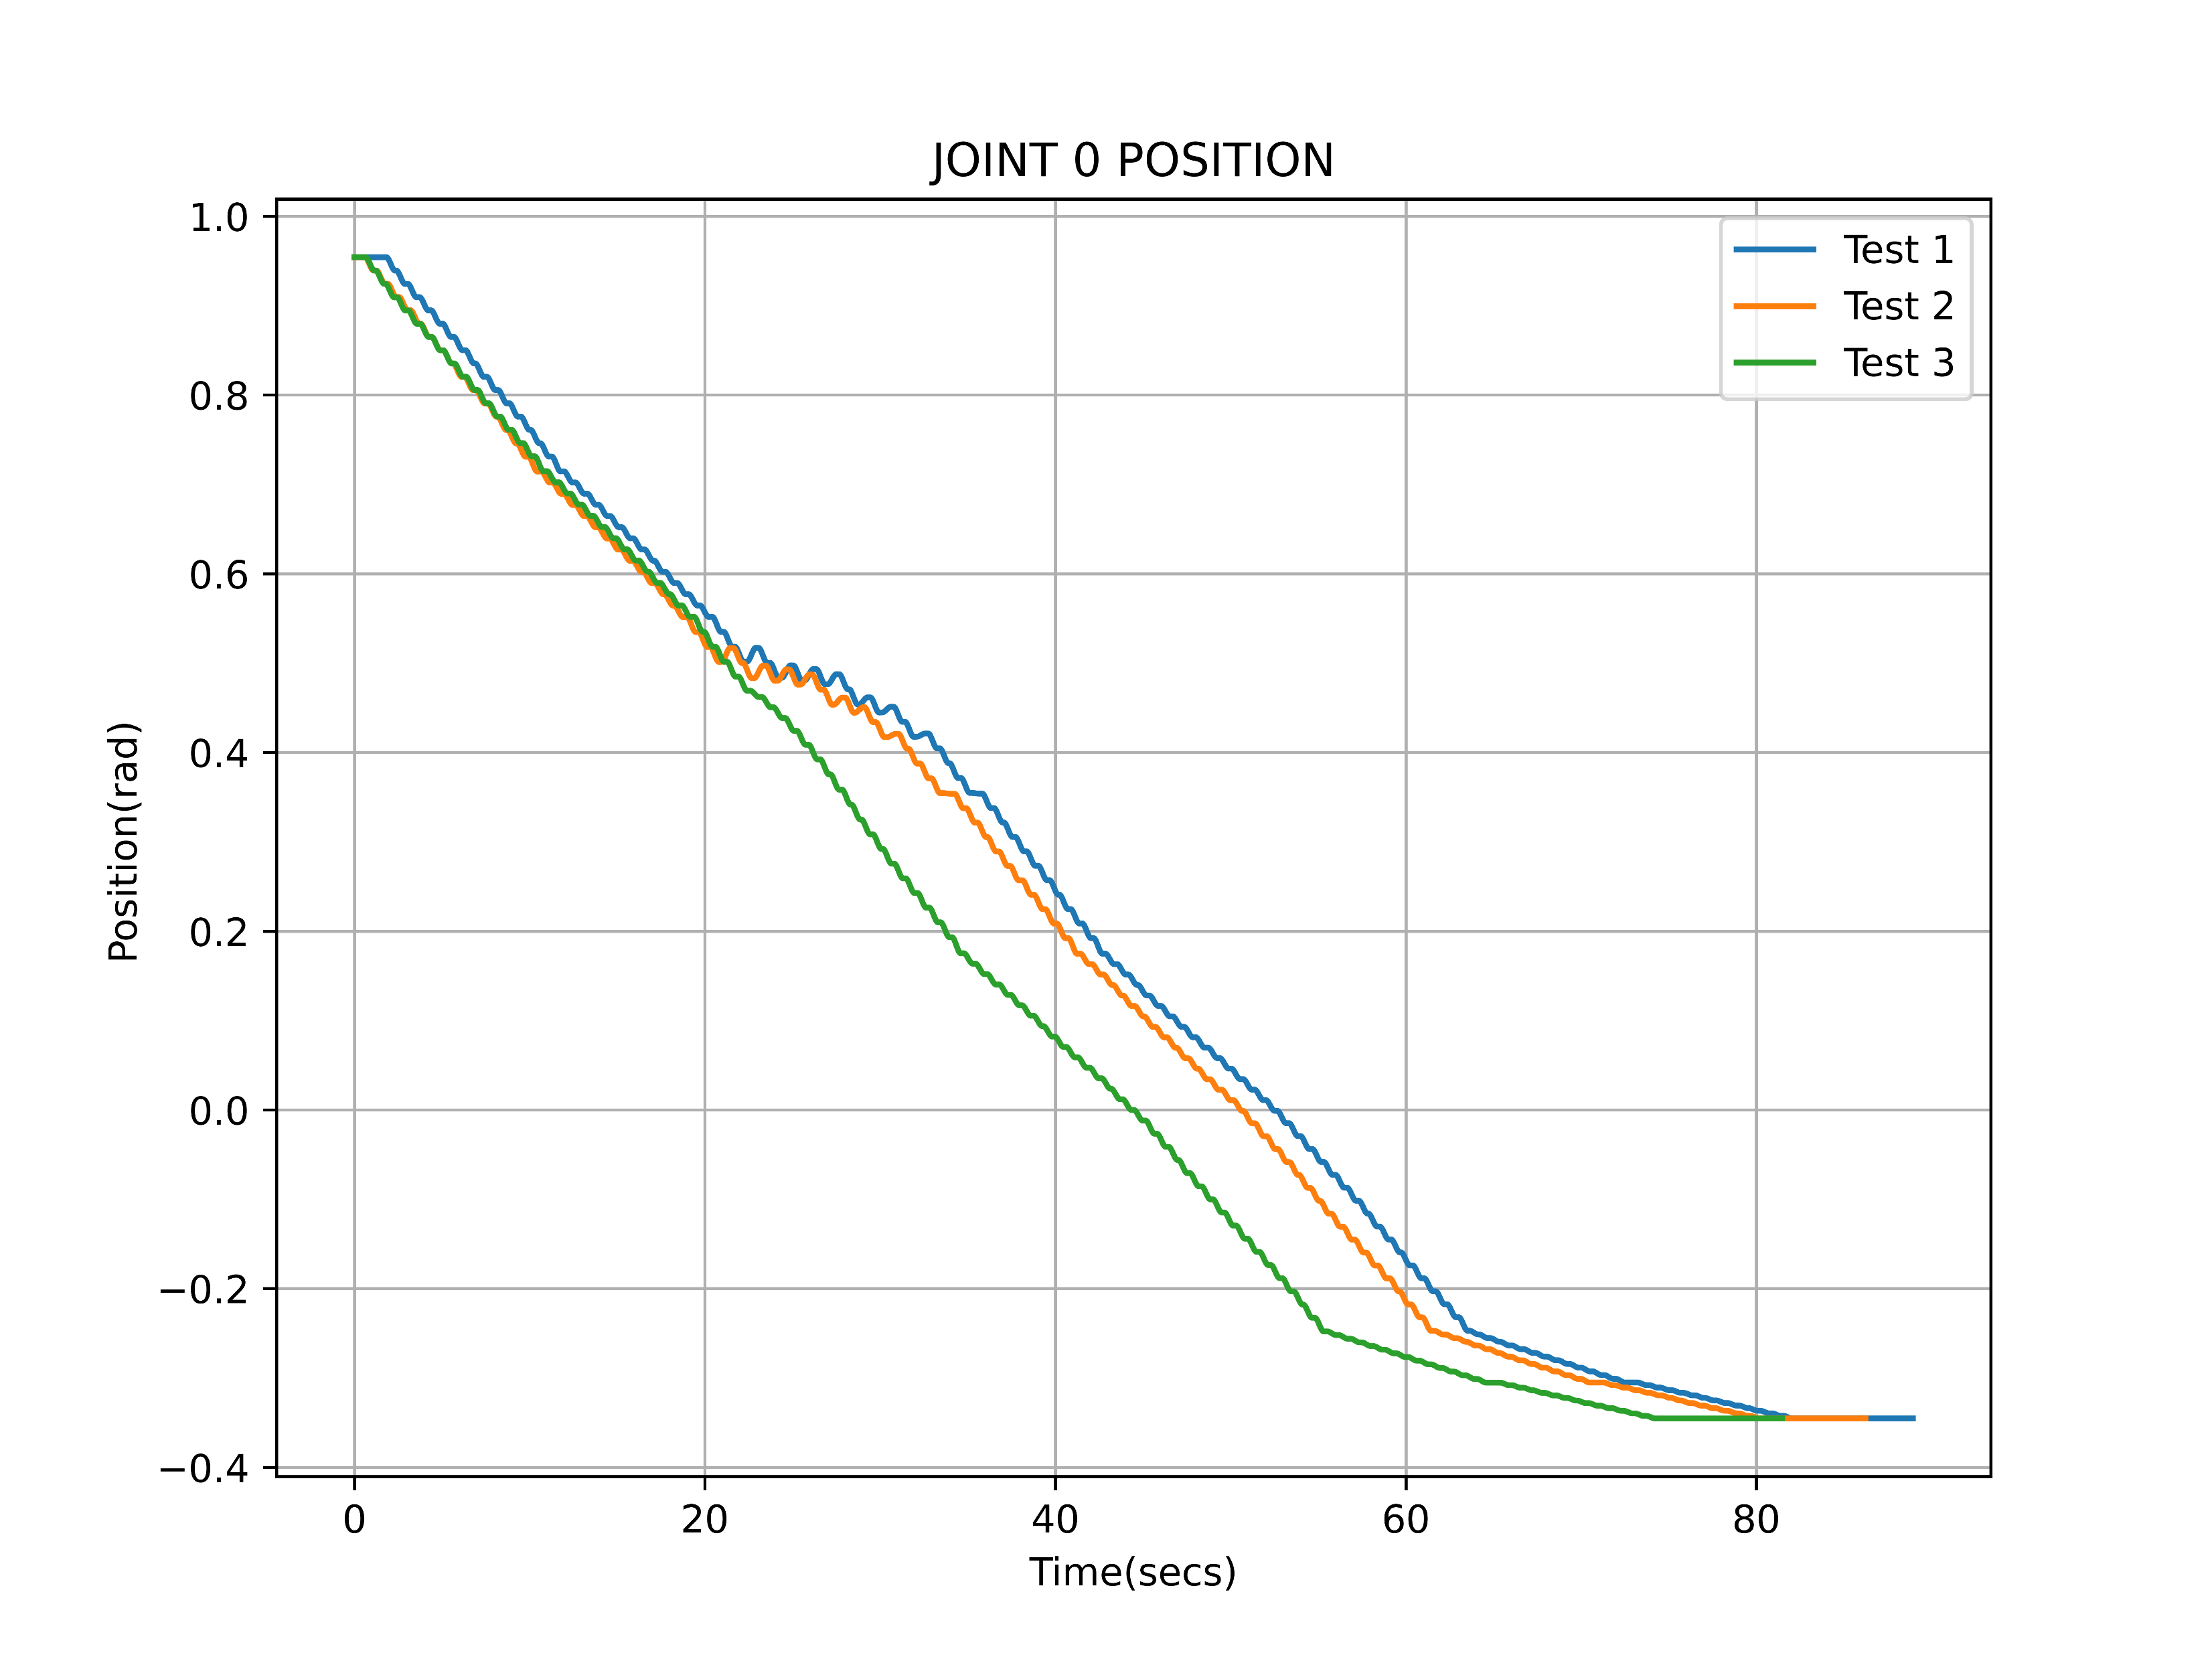 JOINT 0 POSITION
1.0
0.8
0.6
0.4
0.2
0.0
−0.2
−0.4
Position(rad)
Test 1
Test 2
Test 3
0 20 40 60 80
Time(secs)